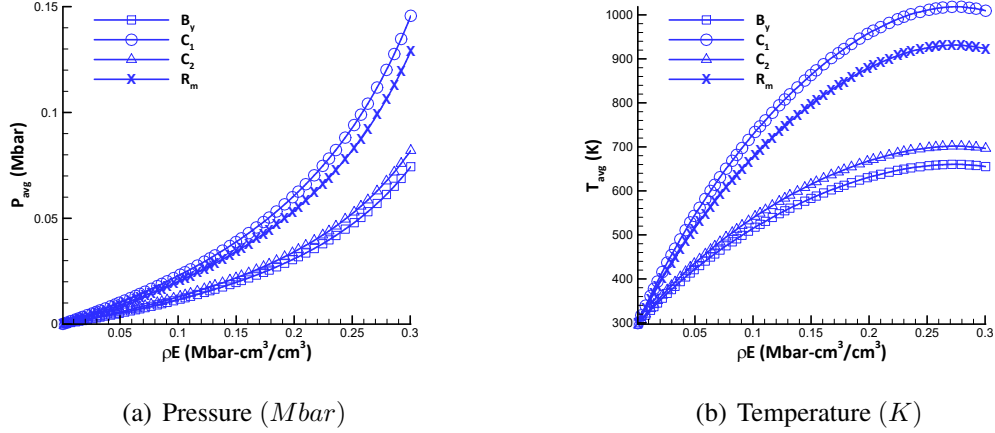 P_avg (Mbar)
0.15
0.1
0.05
0
0.05 0.1 0.15 0.2 0.25 0.3
ρE (Mbar-cm³/cm³)
B_y
C_1
C_2
R_m
(a) Pressure (Mbar)
T_avg (K)
1000
900
800
700
600
500
400
300
0.05 0.1 0.15 0.2 0.25 0.3
ρE (Mbar-cm³/cm³)
B_y
C_1
C_2
R_m
(b) Temperature (K)